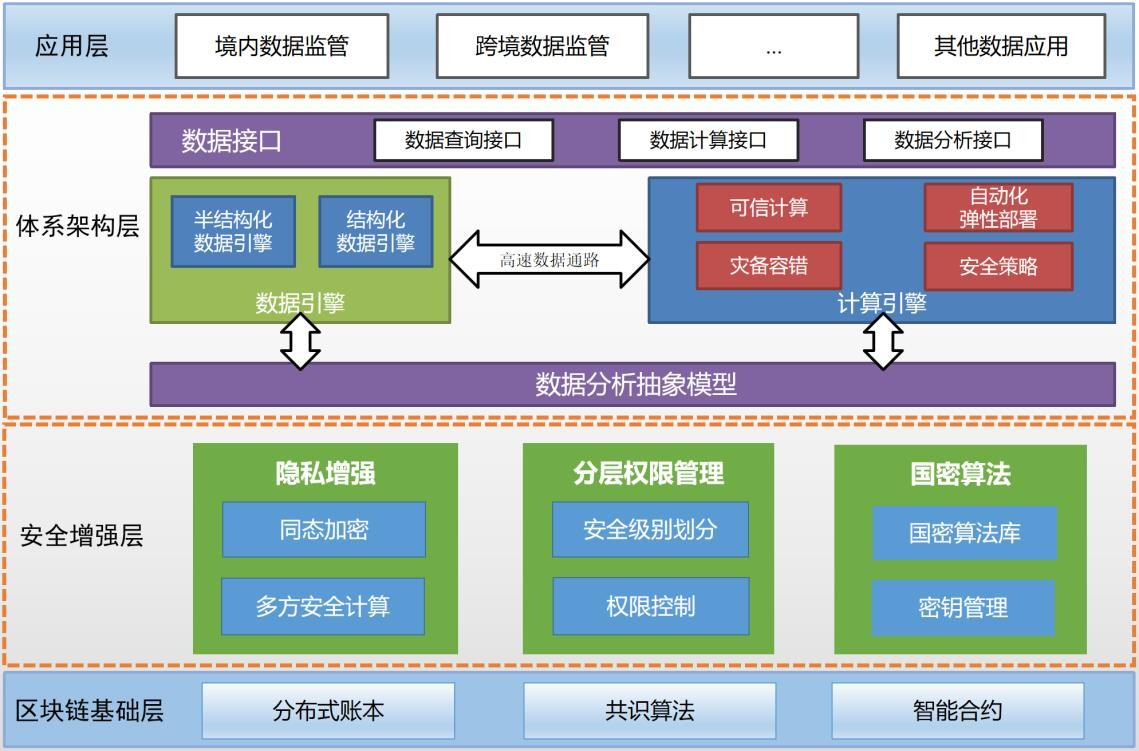 应用层
境内数据监管
跨境数据监管
...
其他数据应用
数据接口
数据查询接口
数据计算接口
数据分析接口
体系架构层
半结构化
数据引擎
结构化
数据引擎
数据引擎
高速数据通路
可信计算
自动化
弹性部署
灾备容错
安全策略
计算引擎
数据分析抽象模型
安全增强层
隐私增强
同态加密
多方安全计算
分层权限管理
安全级别划分
权限控制
国密算法
国密算法库
密钥管理
区块链基础层
分布式账本
共识算法
智能合约